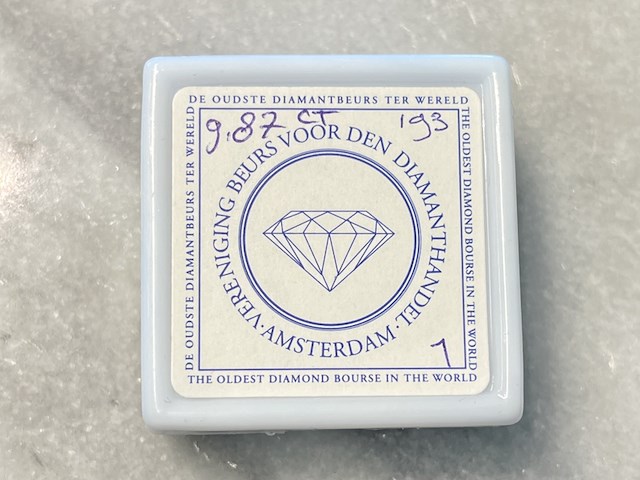 DE OUDSTE DIAMANTBEURS TER WERELD
9.87 CT
193
VERENIGING BEURS VOOR DEN DIAMANTHANDEL
·AMSTERDAM·
1
DE OUDSTE DIAMANTBEURS TER WERELD
THE OLDEST DIAMOND BOURSE IN THE WORLD
THE OLDEST DIAMOND BOURSE IN THE WORLD